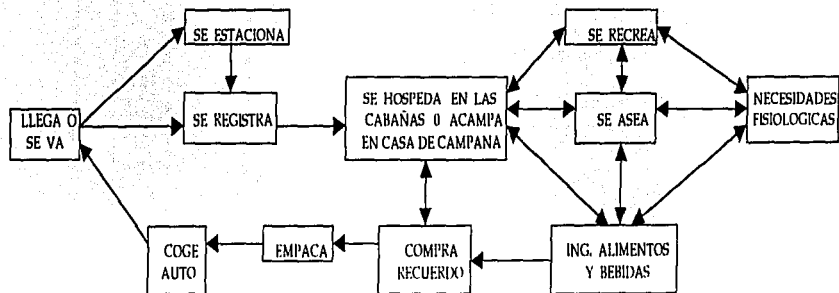 SE ESTACIONA
SE RECREA
LLEGA O
SE VA
SE REGISTRA
SE HOSPEDA EN LAS
CABAÑAS 0 ACAMPA
EN CASA DE CAMPANA
SE ASEA
NECESIDADES
FISIOLOGICAS
COGE
AUTO
EMPACA
COMPRA
RECUERDO
ING. ALIMENTOS
Y BEBIDAS